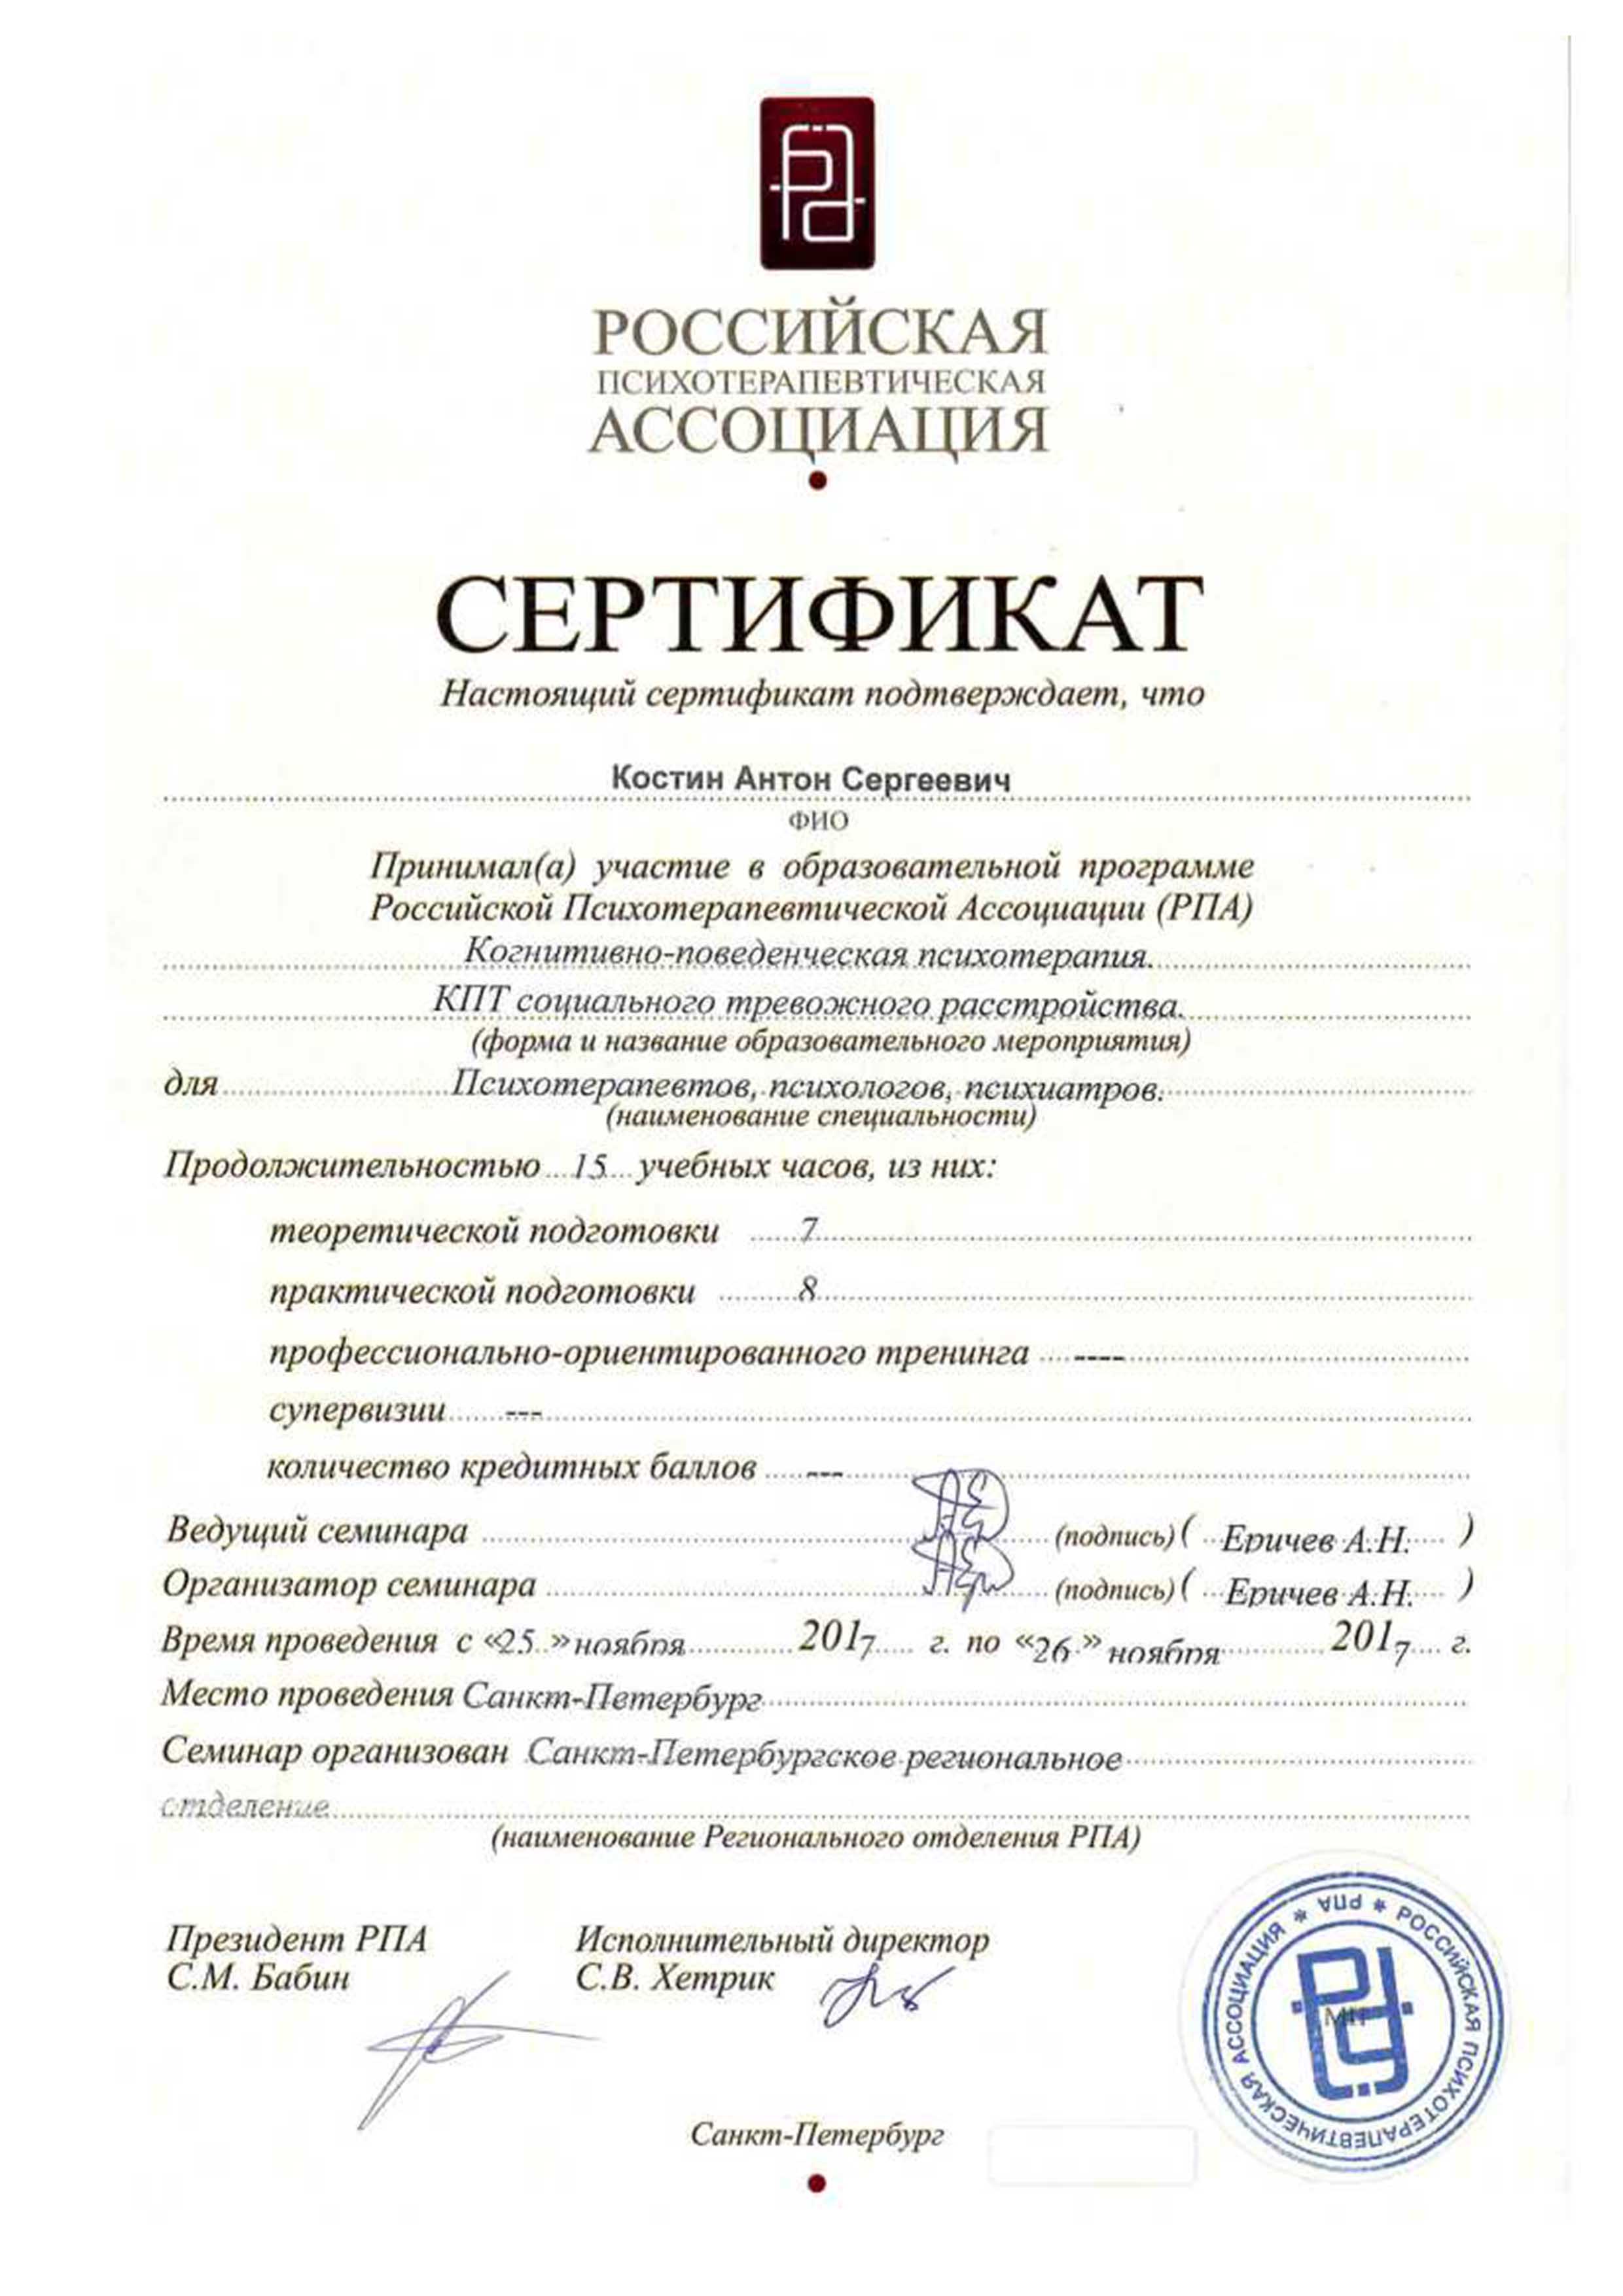 РОССИЙСКАЯ
ПСИХОТЕРАПЕВТИЧЕСКАЯ
АССОЦИАЦИЯ
СЕРТИФИКАТ
Настоящий сертификат подтверждает, что
Костин Антон Сергеевич
ФИО
Принимал(а) участие в образовательной программе
Российской Психотерапевтической Ассоциации (РПА)
Когнитивно-поведенческая психотерапия.
КПТ социального тревожного расстройства.
(форма и название образовательного мероприятия)
для Психотерапевтов, психологов, психиатров.
(наименование специальности)
Продолжительностью 15 учебных часов, из них:
теоретической подготовки 7
практической подготовки 8
профессионально-ориентированного тренинга ----
супервизии ---
количество кредитных баллов ---
Ведущий семинара (подпись) ( Еричев А.Н. )
Организатор семинара (подпись) ( Еричев А.Н. )
Время проведения с «25 » ноября 2017 г. по «26 » ноября 2017 г.
Место проведения Санкт-Петербург
Семинар организован Санкт-Петербургское региональное
отделение
(наименование Регионального отделения РПА)
Президент РПА Исполнительный директор
С.М. Бабин С.В. Хетрик
МП
* РПА * РОССИЙСКАЯ ПСИХОТЕРАПЕВТИЧЕСКАЯ АССОЦИАЦИЯ
Санкт-Петербург